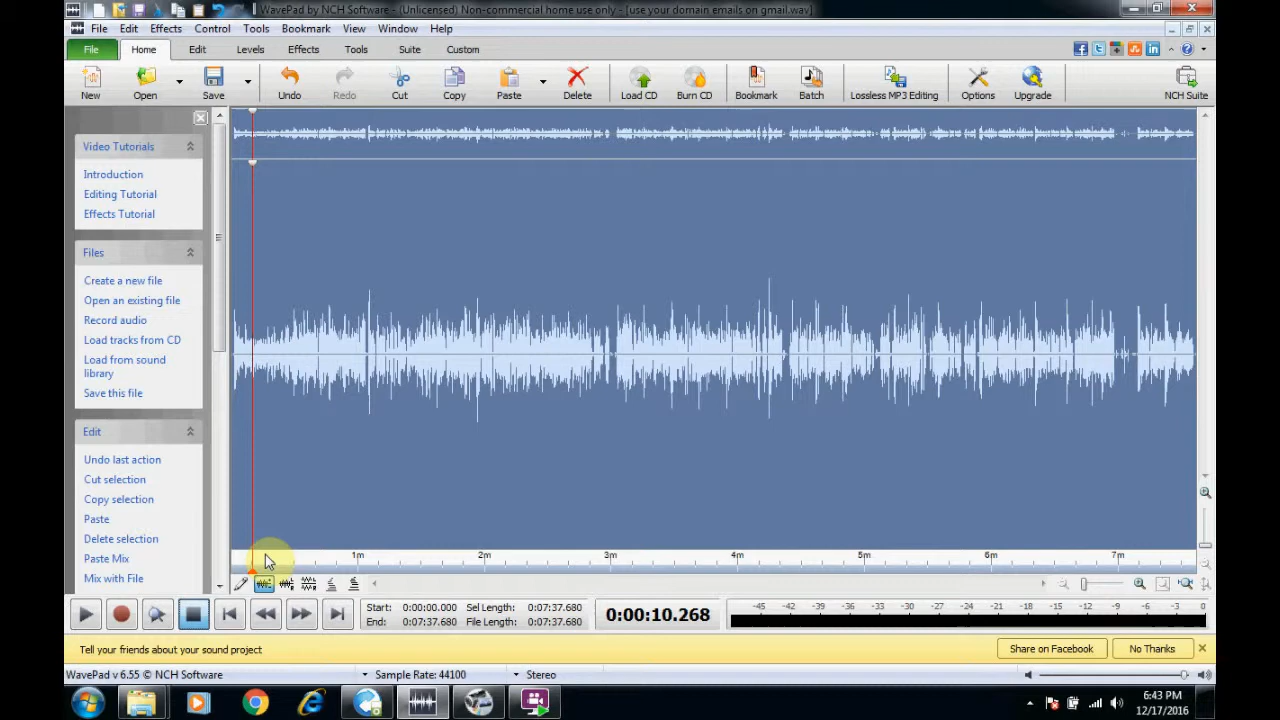 WavePad by NCH Software - (Unlicensed) Non-commercial home use only - [use your domain emails on gmail.wav]
File Edit Effects Control Tools Bookmark View Window Help
File Home Edit Levels Effects Tools Suite Custom
New Open Save Undo Redo Cut Copy Paste Delete Load CD Burn CD Bookmark Batch Lossless MP3 Editing Options Upgrade NCH Suite
Video Tutorials
Introduction
Editing Tutorial
Effects Tutorial
Files
Create a new file
Open an existing file
Record audio
Load tracks from CD
Load from sound
library
Save this file
Edit
Undo last action
Cut selection
Copy selection
Paste
Delete selection
Paste Mix
Mix with File
1m 2m 3m 4m 5m 6m 7m
Start: 0:00:00.000 Sel Length: 0:07:37.680
End: 0:07:37.680 File Length: 0:07:37.680
0:00:10.268
-45 -42 -39 -36 -33 -30 -27 -24 -21 -18 -15 -12 -9 -6 -3 0
Tell your friends about your sound project Share on Facebook No Thanks
WavePad v 6.55 © NCH Software Sample Rate: 44100 Stereo
6:43 PM
12/17/2016